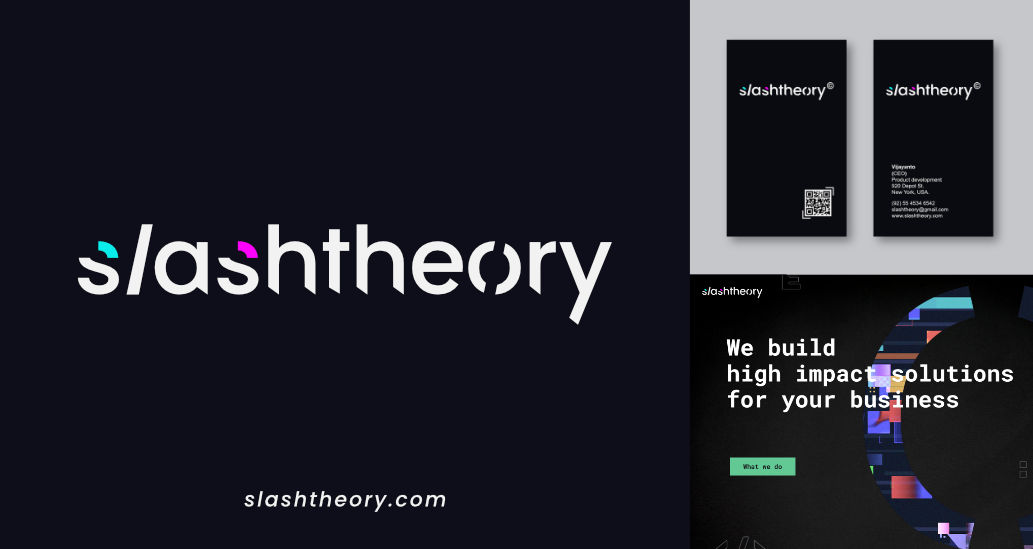 slashtheory
slashtheory.com
slashtheory©
slashtheory©
Vijayanto
(CEO)
Product development
920 Depol St.
New York, USA.
(92) 55 4534 6542
slashtheory@gmail.com
www.slashtheory.com
slashtheory
We build
high impact solutions
for your business
What we do